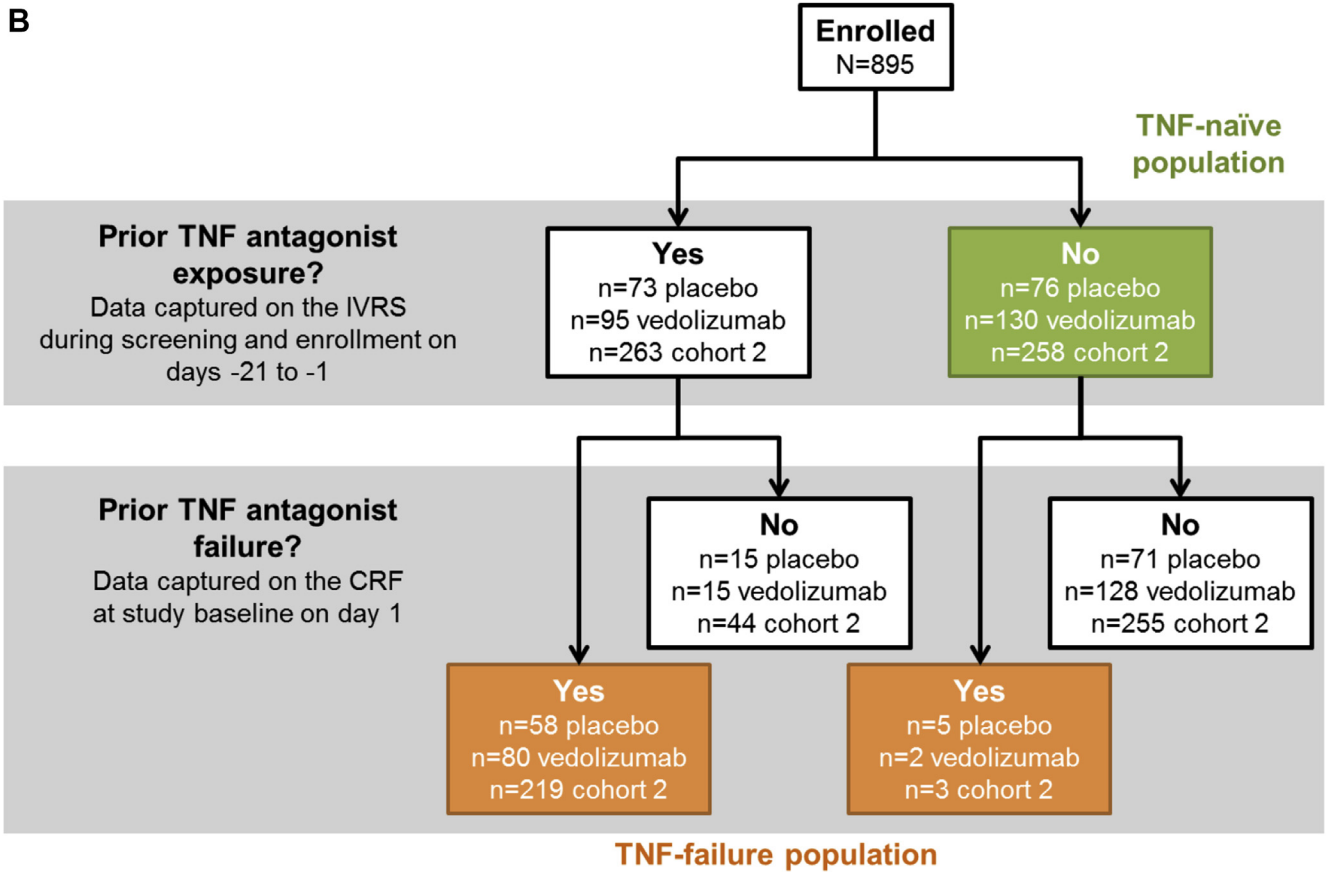 B
Enrolled
N=895
TNF-naïve
population
Prior TNF antagonist
exposure?
Data captured on the IVRS
during screening and enrollment on
days -21 to -1
Yes
n=73 placebo
n=95 vedolizumab
n=263 cohort 2
No
n=76 placebo
n=130 vedolizumab
n=258 cohort 2
Prior TNF antagonist
failure?
Data captured on the CRF
at study baseline on day 1
No
n=15 placebo
n=15 vedolizumab
n=44 cohort 2
No
n=71 placebo
n=128 vedolizumab
n=255 cohort 2
Yes
n=58 placebo
n=80 vedolizumab
n=219 cohort 2
Yes
n=5 placebo
n=2 vedolizumab
n=3 cohort 2
TNF-failure population